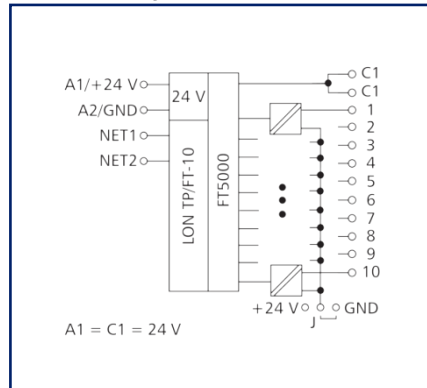 A1/+24 V
A2/GND
NET1
NET2
24 V
LON TP/FT-10
FT5000
C1
C1
1
2
3
4
5
6
7
8
9
10
+24 V
GND
J
A1 = C1 = 24 V